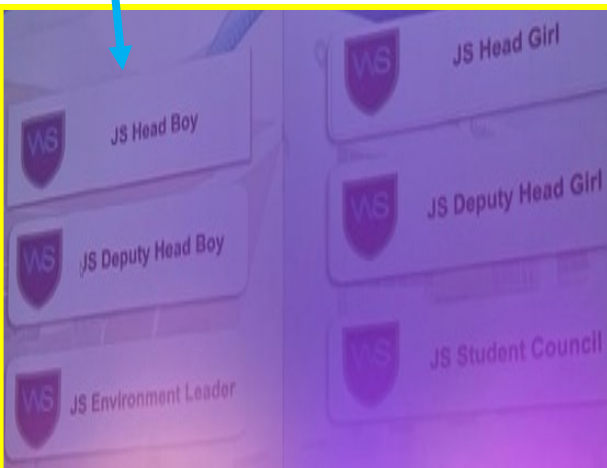 WS
JS Head Boy
WS
JS Deputy Head Boy
WS
JS Environment Leader
WS
JS Head Girl
WS
JS Deputy Head Girl
WS
JS Student Council